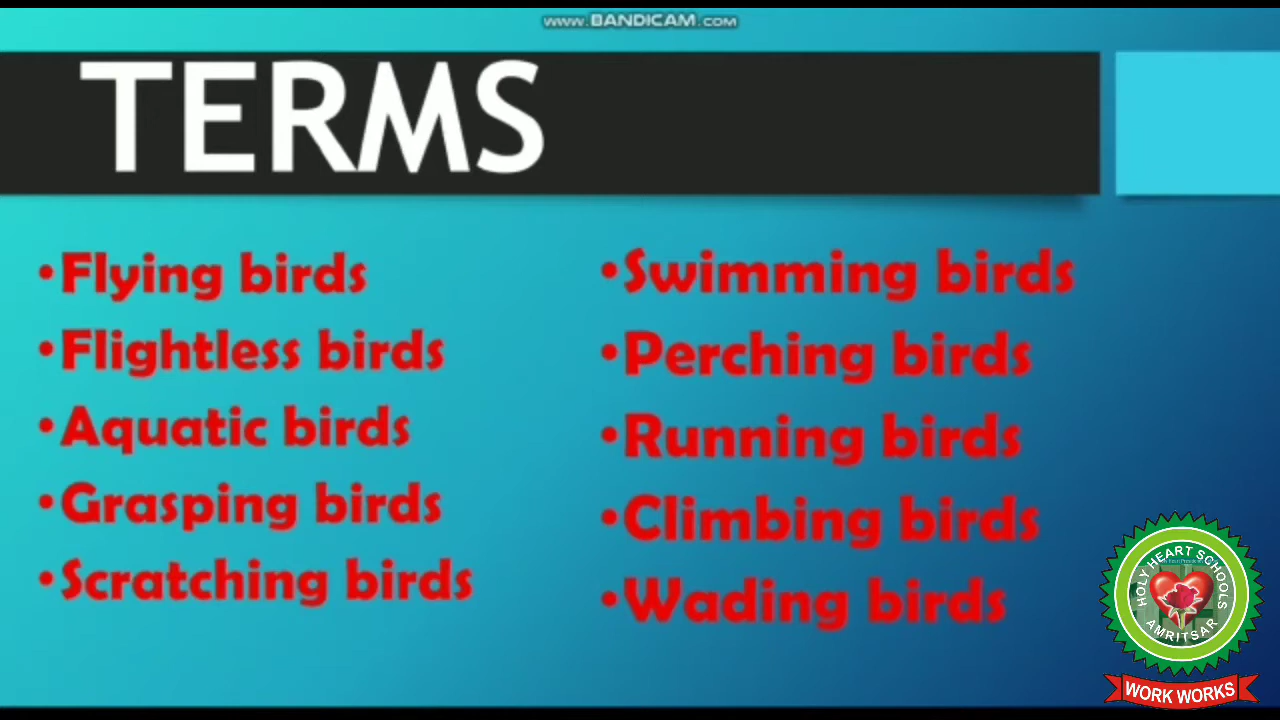 www.BANDICAM.com
TERMS
•Flying birds
•Flightless birds
•Aquatic birds
•Grasping birds
•Scratching birds
•Swimming birds
•Perching birds
•Running birds
•Climbing birds
•Wading birds
HOLY HEART SCHOOLS
AMRITSAR
WORK WORKS